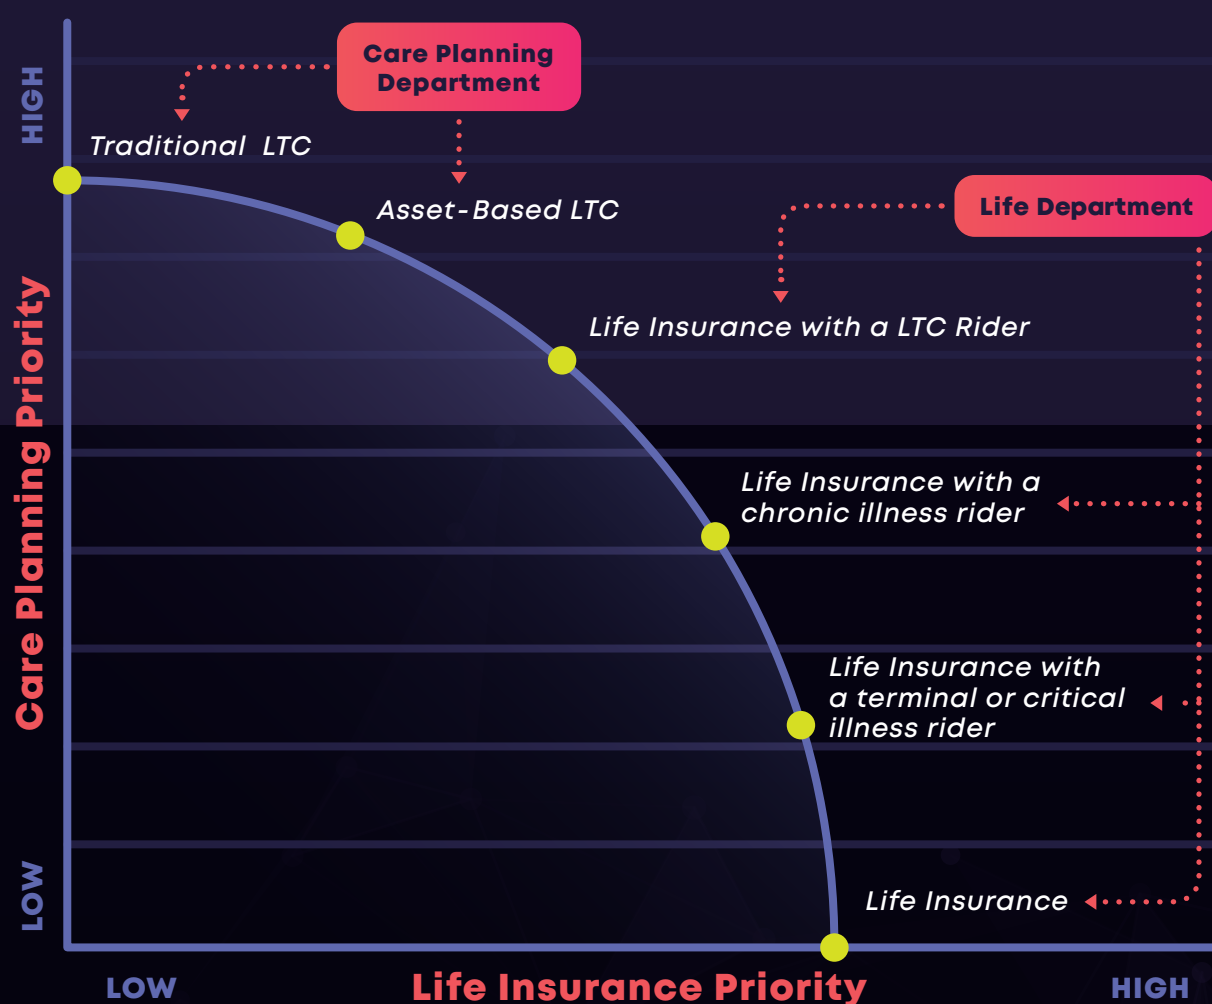 Care Planning
Department
HIGH
Traditional LTC
Asset-Based LTC
Life Department
Life Insurance with a LTC Rider
Care Planning Priority
Life Insurance with a
chronic illness rider
Life Insurance with
a terminal or critical
illness rider
LOW
Life Insurance
LOW
Life Insurance Priority
HIGH